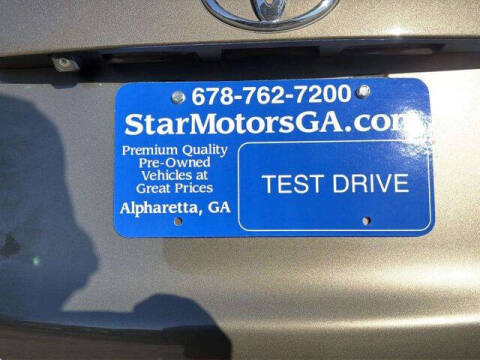 678-762-7200
StarMotorsGA.com
Premium Quality
Pre-Owned
Vehicles at
Great Prices
Alpharetta, GA
TEST DRIVE